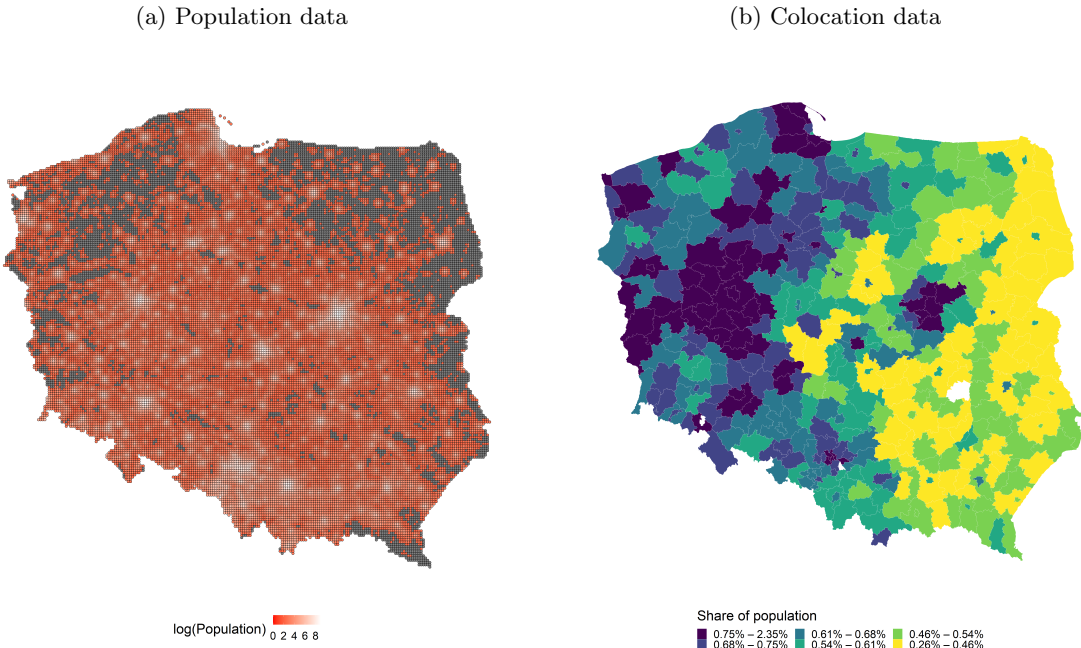 (a) Population data
(b) Colocation data
log(Population)
0 2 4 6 8
Share of population
0.75% – 2.35% 0.61% – 0.68% 0.46% – 0.54%
0.68% – 0.75% 0.54% – 0.61% 0.26% – 0.46%